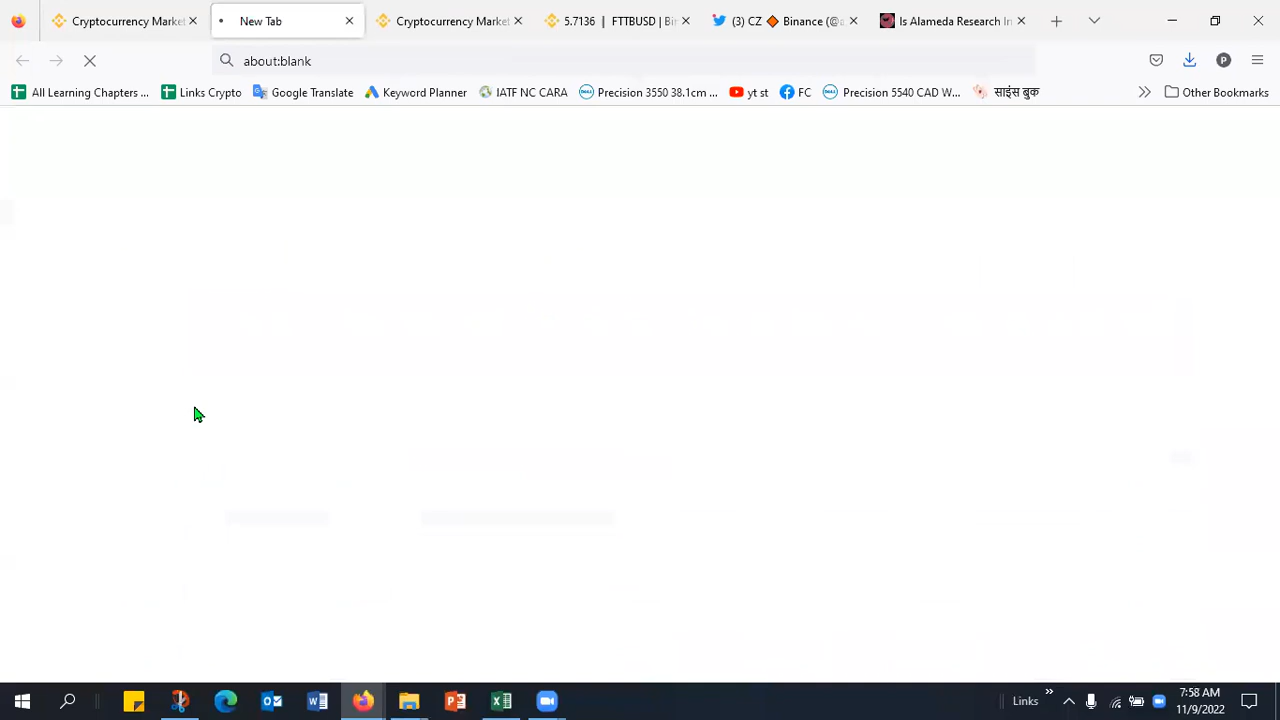 Cryptocurrency Market
New Tab
Cryptocurrency Market
5.7136 | FTTBUSD | Bi
(3) CZ 🔶 Binance (@
Is Alameda Research In
about:blank
All Learning Chapters ...
Links Crypto
Google Translate
Keyword Planner
IATF NC CARA
Precision 3550 38.1cm ...
yt st
FC
Precision 5540 CAD W...
साइंस बुक
Other Bookmarks
P
Links
7:58 AM
11/9/2022